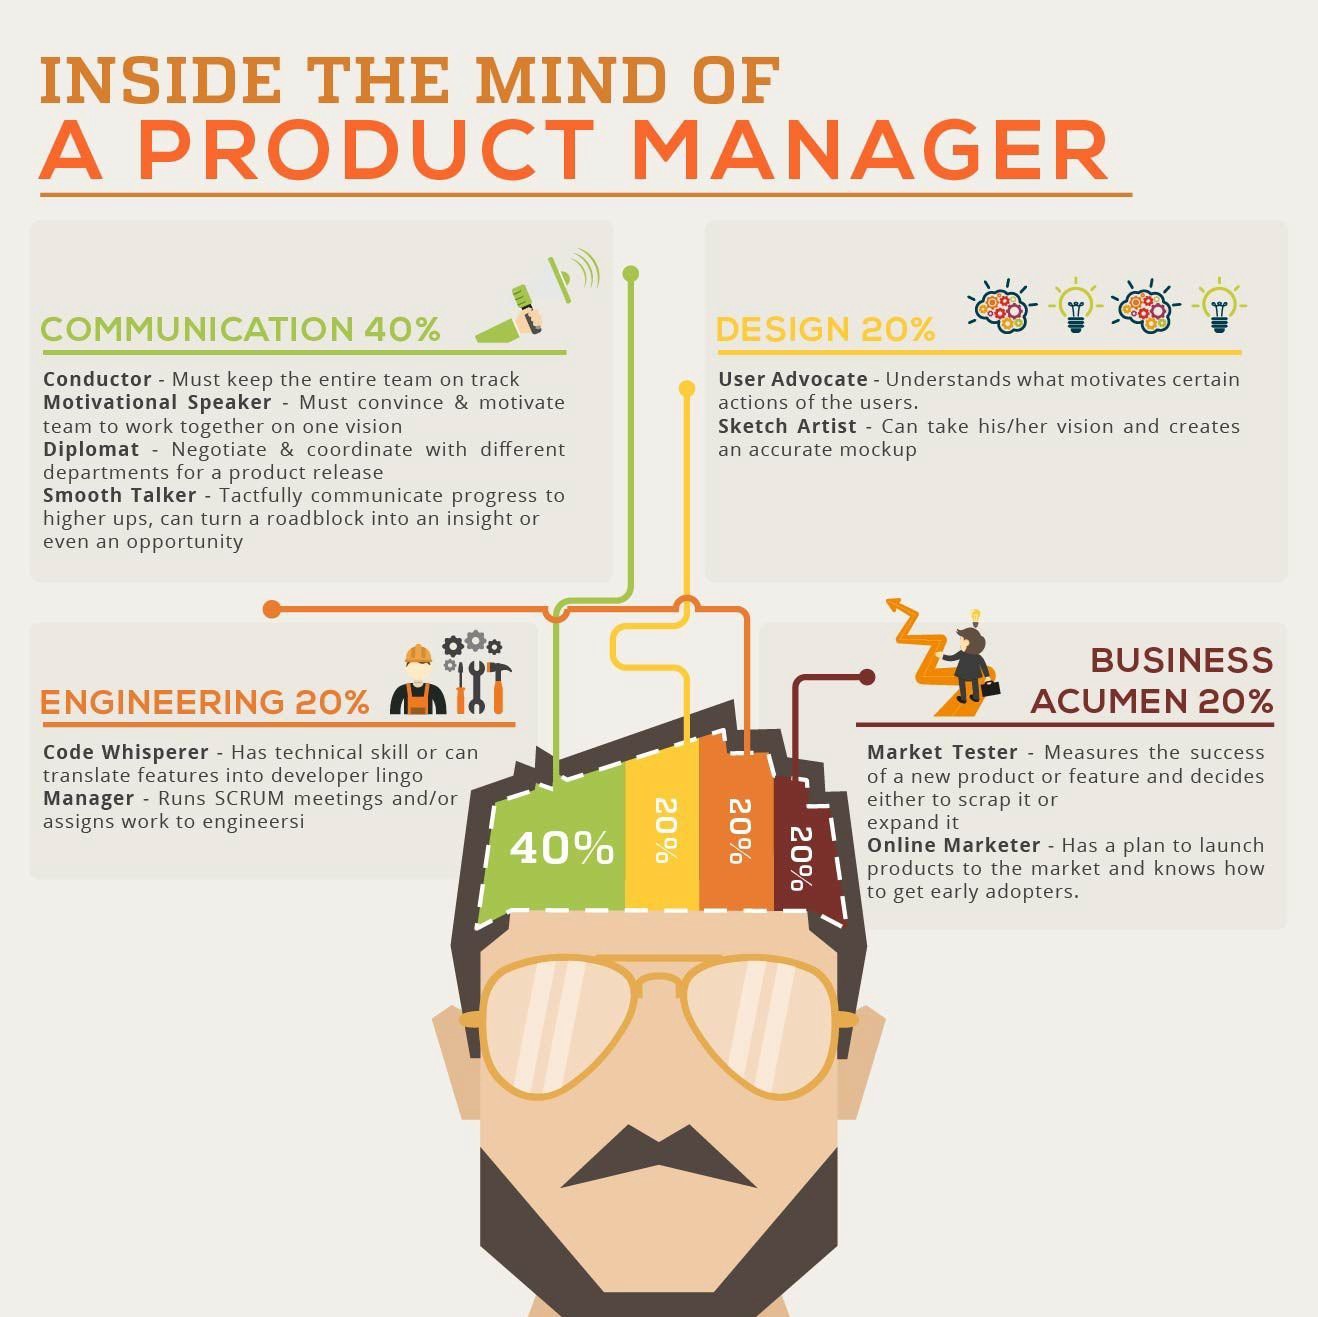 INSIDE THE MIND OF
A PRODUCT MANAGER
COMMUNICATION 40%
Conductor - Must keep the entire team on track
Motivational Speaker - Must convince & motivate
team to work together on one vision
Diplomat - Negotiate & coordinate with different
departments for a product release
Smooth Talker - Tactfully communicate progress to
higher ups, can turn a roadblock into an insight or
even an opportunity
DESIGN 20%
User Advocate - Understands what motivates certain
actions of the users.
Sketch Artist - Can take his/her vision and creates
an accurate mockup
ENGINEERING 20%
Code Whisperer - Has technical skill or can
translate features into developer lingo
Manager - Runs SCRUM meetings and/or
assigns work to engineersi
BUSINESS
ACUMEN 20%
Market Tester - Measures the success
of a new product or feature and decides
either to scrap it or
expand it
Online Marketer - Has a plan to launch
products to the market and knows how
to get early adopters.
40%
20%
20%
20%